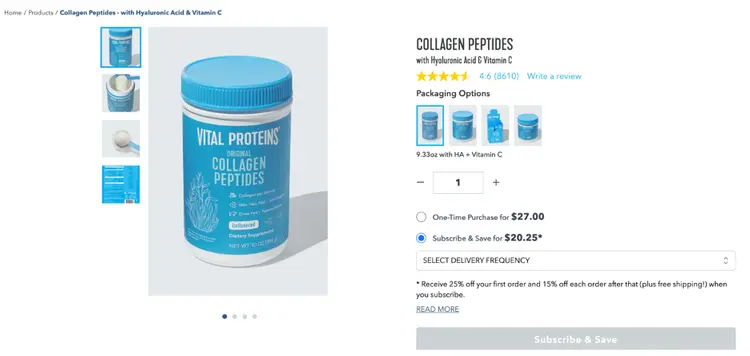 Home / Products / Collagen Peptides - with Hyaluronic Acid & Vitamin C
VITAL PROTEINS
ORIGINAL
COLLAGEN
PEPTIDES
Unflavored
Dietary Supplement
NET WT 10 OZ
COLLAGEN PEPTIDES
with Hyaluronic Acid & Vitamin C
4.6 (8610) Write a review
Packaging Options
9.33oz with HA + Vitamin C
− 1 +
One-Time Purchase for $27.00
Subscribe & Save for $20.25*
SELECT DELIVERY FREQUENCY
* Receive 25% off your first order and 15% off each order after that (plus free shipping!) when
you subscribe.
READ MORE
Subscribe & Save